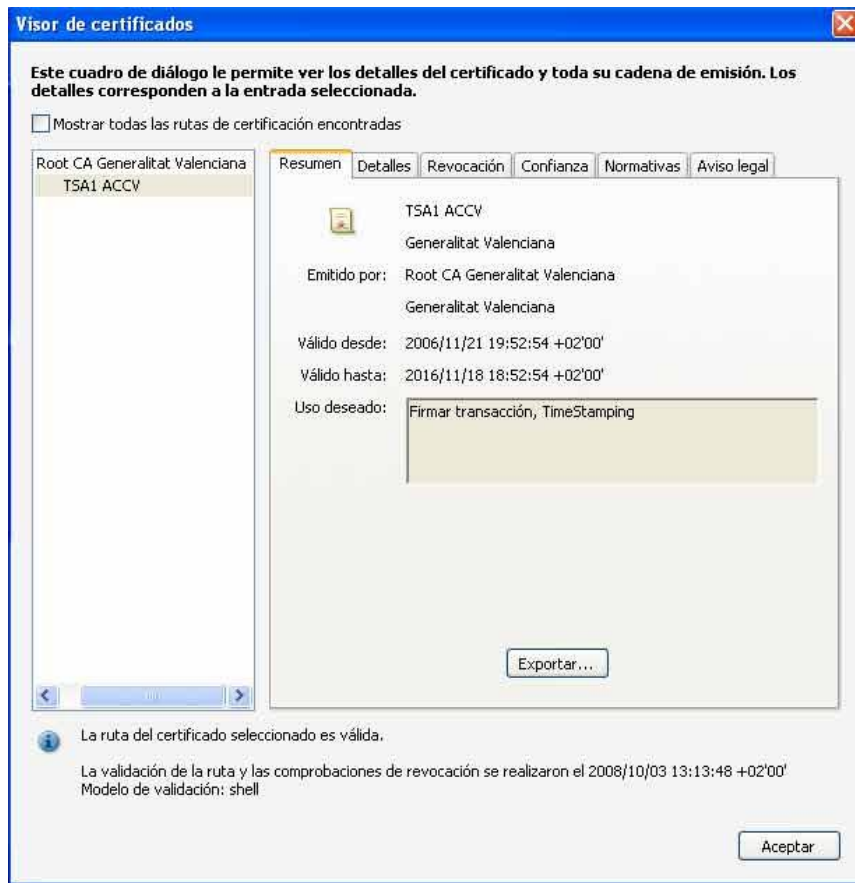 Visor de certificados
Este cuadro de diálogo le permite ver los detalles del certificado y toda su cadena de emisión. Los
detalles corresponden a la entrada seleccionada.
Mostrar todas las rutas de certificación encontradas
Root CA Generalitat Valenciana
TSA1 ACCV
Resumen Detalles Revocación Confianza Normativas Aviso legal
TSA1 ACCV
Generalitat Valenciana
Emitido por: Root CA Generalitat Valenciana
Generalitat Valenciana
Válido desde: 2006/11/21 19:52:54 +02'00'
Válido hasta: 2016/11/18 18:52:54 +02'00'
Uso deseado: Firmar transacción, TimeStamping
Exportar...
La ruta del certificado seleccionado es válida.
La validación de la ruta y las comprobaciones de revocación se realizaron el 2008/10/03 13:13:48 +02'00'
Modelo de validación: shell
Aceptar